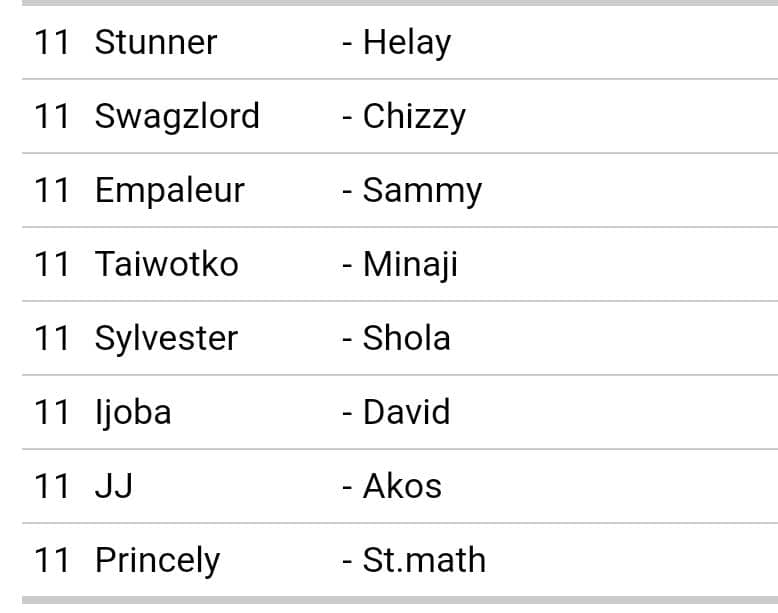 11 Stunner - Helay
11 Swagzlord - Chizzy
11 Empaleur - Sammy
11 Taiwotko - Minaji
11 Sylvester - Shola
11 Ijoba - David
11 JJ - Akos
11 Princely - St.math